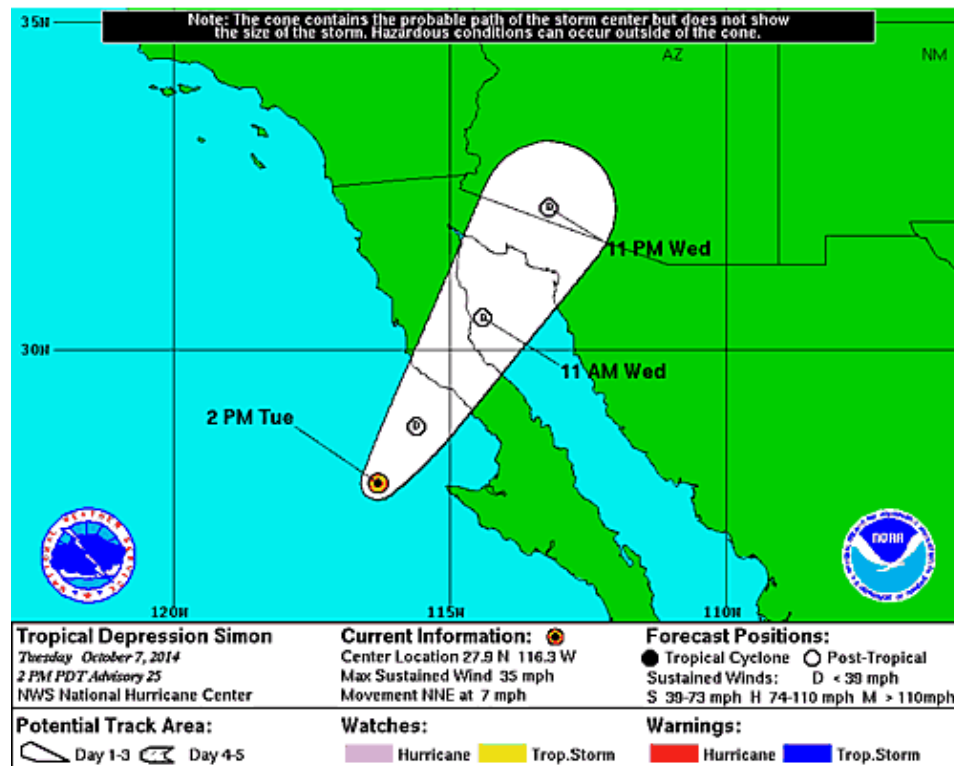 Note: The cone contains the probable path of the storm center but does not show
the size of the storm. Hazardous conditions can occur outside of the cone.
35N
AZ
NM
11 PM Wed
30N
11 AM Wed
2 PM Tue
D
NOAA
120W
115W
110W
Tropical Depression Simon
Tuesday October 7, 2014
2 PM PDT Advisory 25
NWS National Hurricane Center
Current Information:
Center Location 27.9 N 116.3 W
Max Sustained Wind 35 mph
Movement NNE at 7 mph
Forecast Positions:
Tropical Cyclone Post-Tropical
Sustained Winds: D < 39 mph
S 39-73 mph H 74-110 mph M > 110mph
Potential Track Area:
Day 1-3 Day 4-5
Watches:
Hurricane Trop.Storm
Warnings:
Hurricane Trop.Storm